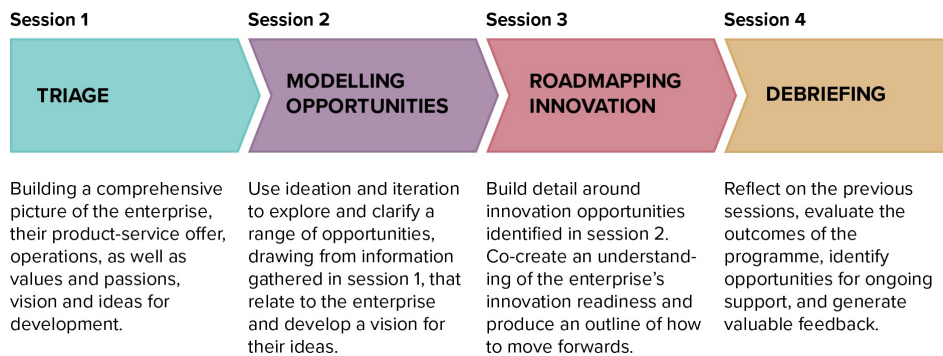 Session 1
TRIAGE
Building a comprehensive
picture of the enterprise,
their product-service offer,
operations, as well as
values and passions,
vision and ideas for
development.
Session 2
MODELLING
OPPORTUNITIES
Use ideation and iteration
to explore and clarify a
range of opportunities,
drawing from information
gathered in session 1, that
relate to the enterprise
and develop a vision for
their ideas.
Session 3
ROADMAPPING
INNOVATION
Build detail around
innovation opportunities
identified in session 2.
Co-create an understand-
ing of the enterprise’s
innovation readiness and
produce an outline of how
to move forwards.
Session 4
DEBRIEFING
Reflect on the previous
sessions, evaluate the
outcomes of the
programme, identify
opportunities for ongoing
support, and generate
valuable feedback.